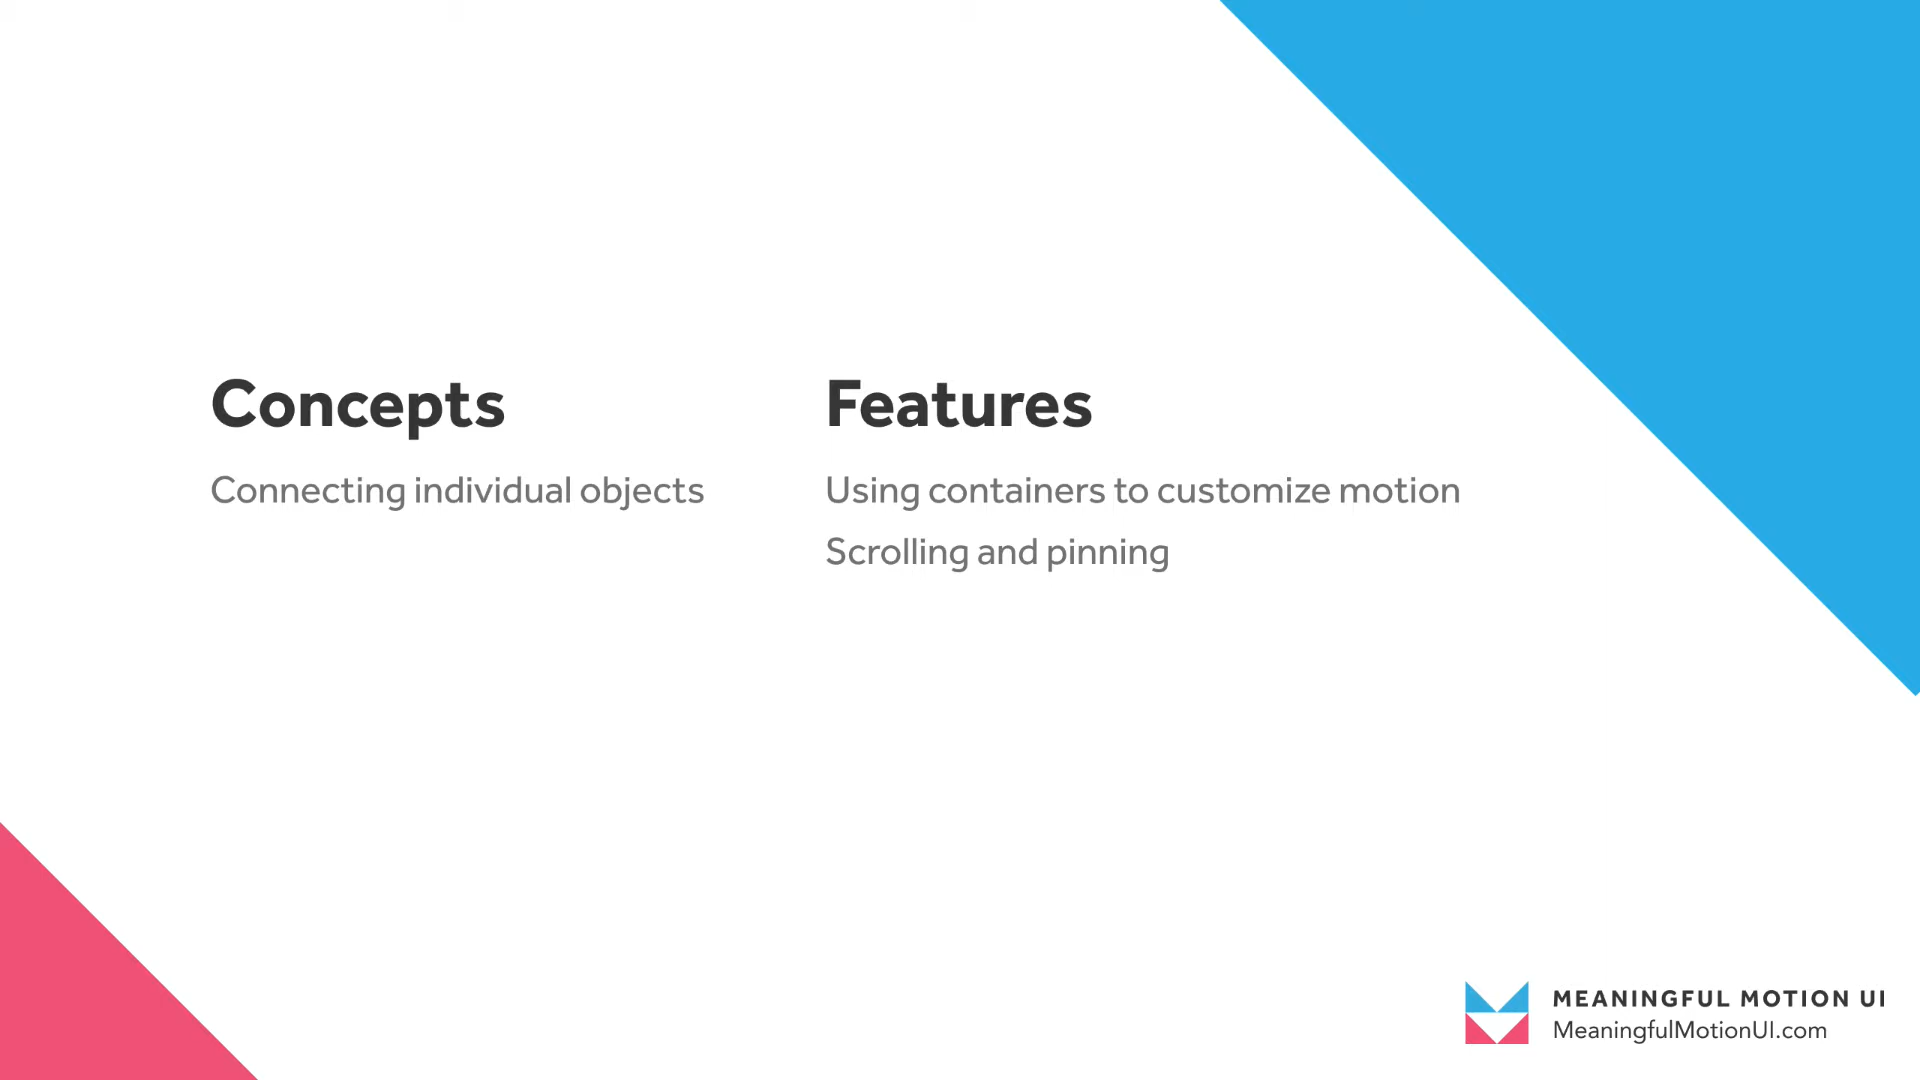 Concepts
Connecting individual objects
Features
Using containers to customize motion
Scrolling and pinning
MEANINGFUL MOTION UI
MeaningfulMotionUI.com